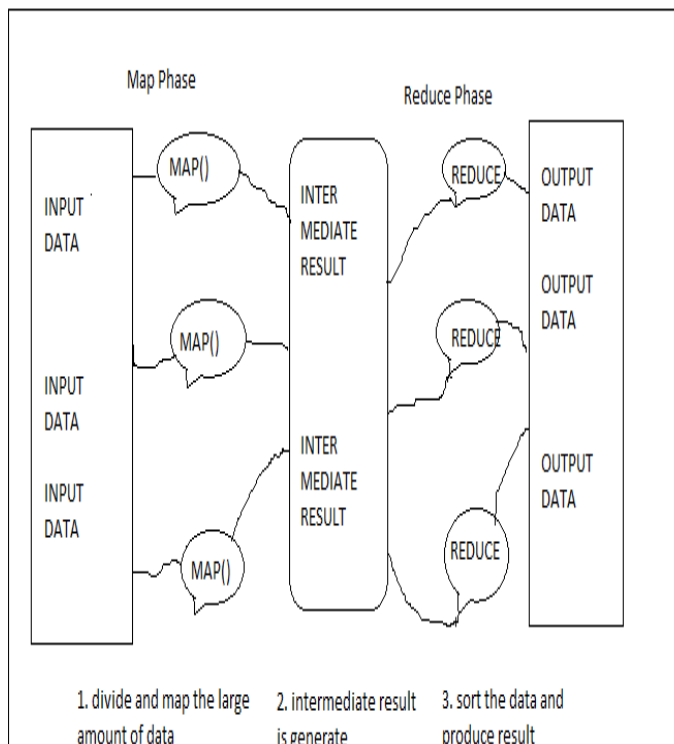 Map Phase
Reduce Phase
INPUT
DATA
INPUT
DATA
INPUT
DATA
MAP()
MAP()
MAP()
INTER
MEDIATE
RESULT
INTER
MEDIATE
RESULT
REDUCE
REDUCE
REDUCE
OUTPUT
DATA
OUTPUT
DATA
OUTPUT
DATA
1. divide and map the large
amount of data
2. intermediate result
is generate
3. sort the data and
produce result